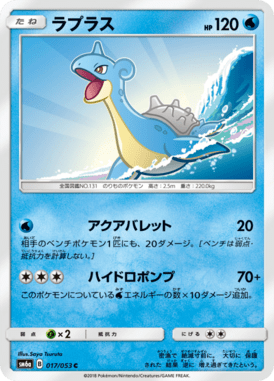 たね ラプラス HP 120
全国図鑑NO.131 のりものポケモン 高さ:2.5m 重さ:220.0kg
アクアバレット 20
相手のベンチポケモン1匹にも、20ダメージ。[ベンチは弱点・
抵抗力を計算しない。]
ハイドロポンプ 70+
このポケモンについている エネルギーの数×10ダメージ追加。
弱点 ×2 抵抗力 にげる
Illus. Saya Tsuruta
sm6a 017/053 C
©2018 Pokémon/Nintendo/Creatures/GAME FREAK.